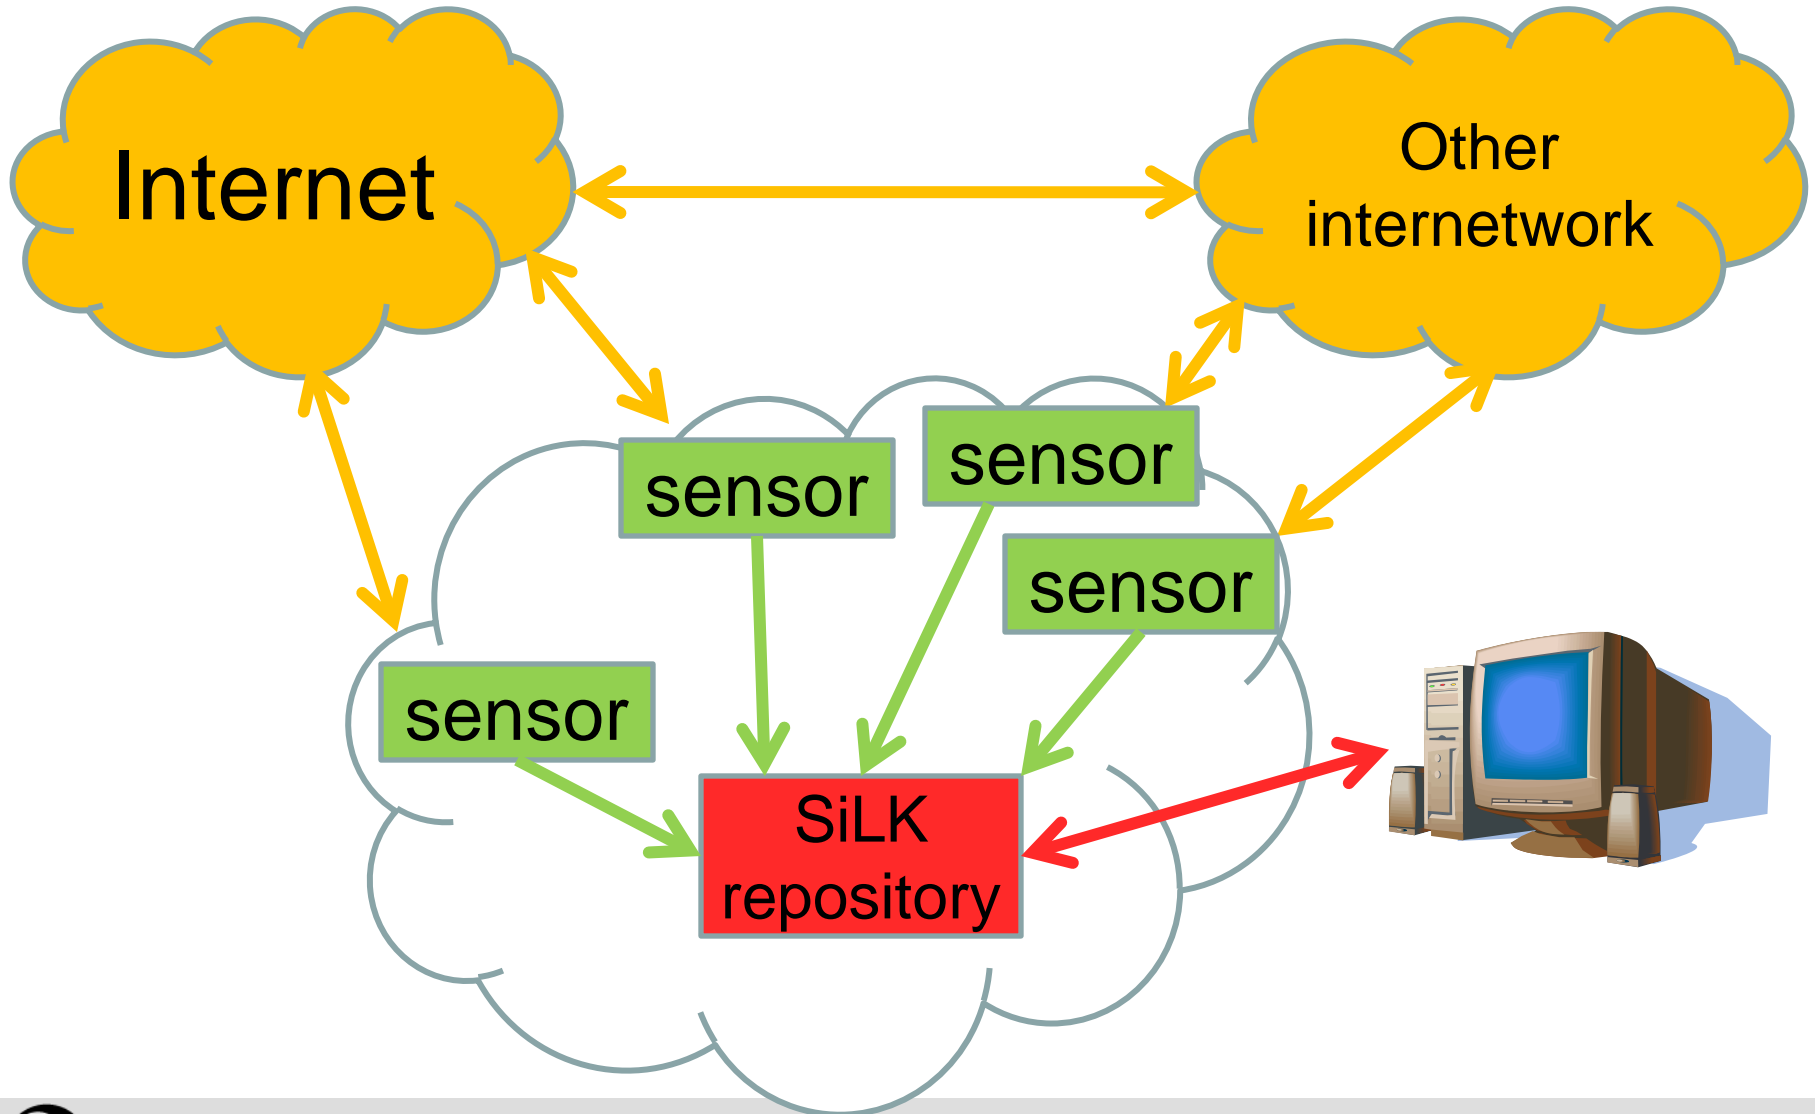 Internet
Other
internetwork
sensor
sensor
sensor
sensor
SiLK
repository